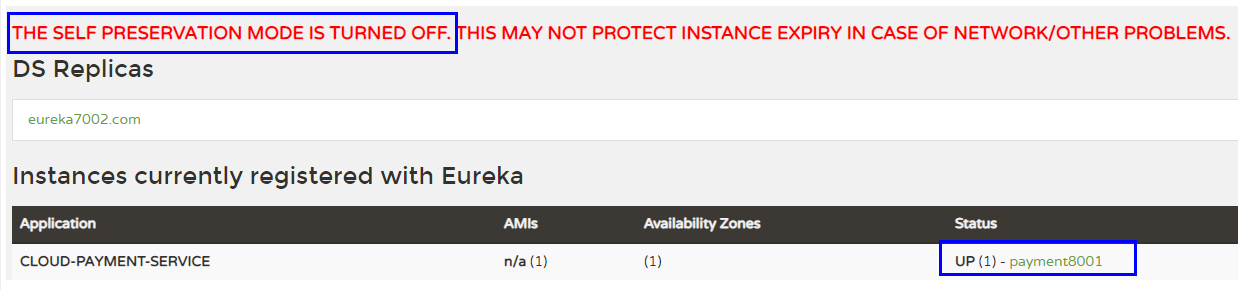 THE SELF PRESERVATION MODE IS TURNED OFF. THIS MAY NOT PROTECT INSTANCE EXPIRY IN CASE OF NETWORK/OTHER PROBLEMS.
DS Replicas
eureka7002.com
Instances currently registered with Eureka
Application AMIs Availability Zones Status
CLOUD-PAYMENT-SERVICE n/a (1) (1) UP (1) - payment8001